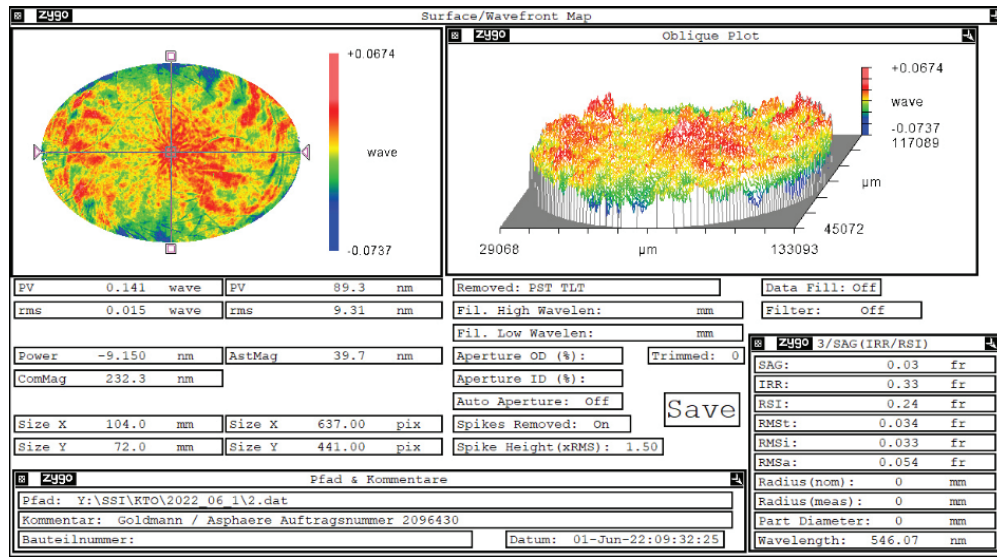 zygo Surface/Wavefront Map
+0.0674
wave
-0.0737
zygo Oblique Plot
+0.0674
wave
-0.0737
117089
µm
45072
29068 µm 133093
PV 0.141 wave PV 89.3 nm
rms 0.015 wave rms 9.31 nm
Power -9.150 nm AstMag 39.7 nm
ComMag 232.3 nm
Size X 104.0 mm Size X 637.00 pix
Size Y 72.0 mm Size Y 441.00 pix
Removed: PST TLT
Fil. High Wavelen: mm
Fil. Low Wavelen: mm
Aperture OD (%): Trimmed: 0
Aperture ID (%):
Auto Aperture: Off
Spikes Removed: On
Spike Height(xRMS): 1.50
Save
Data Fill: Off
Filter: Off
zygo 3/SAG(IRR/RSI)
SAG: 0.03 fr
IRR: 0.33 fr
RSI: 0.24 fr
RMSt: 0.034 fr
RMSi: 0.033 fr
RMSa: 0.054 fr
Radius(nom): 0 mm
Radius(meas): 0 mm
Part Diameter: 0 mm
Wavelength: 546.07 nm
zygo Pfad & Kommentare
Pfad: Y:\SSI\KTO\2022_06_1\2.dat
Kommentar: Goldmann / Asphaere Auftragsnummer 2096430
Bauteilnummer: Datum: 01-Jun-22:09:32:25